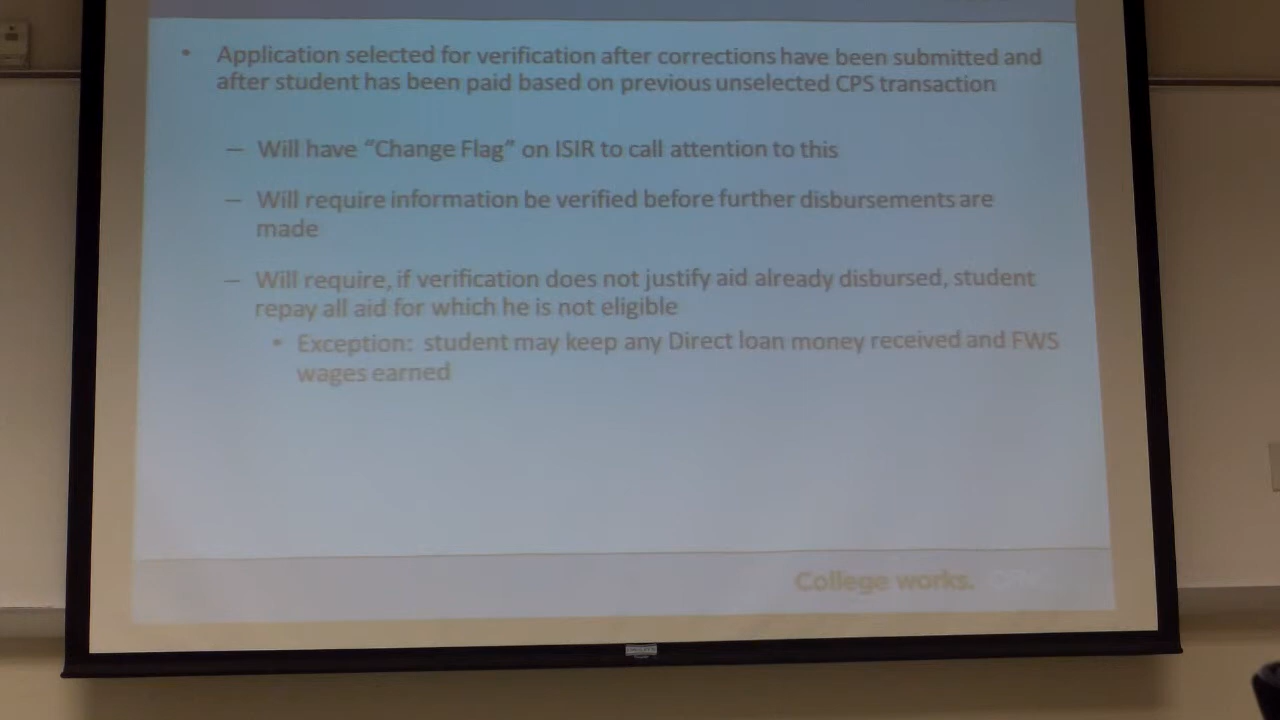 • Application selected for verification after corrections have been submitted and
after student has been paid based on previous unselected CPS transaction
– Will have “Change Flag” on ISIR to call attention to this
– Will require information be verified before further disbursements are
made
– Will require, if verification does not justify aid already disbursed, student
repay all aid for which he is not eligible
• Exception: student may keep any Direct loan money received and FWS
wages earned
College works.